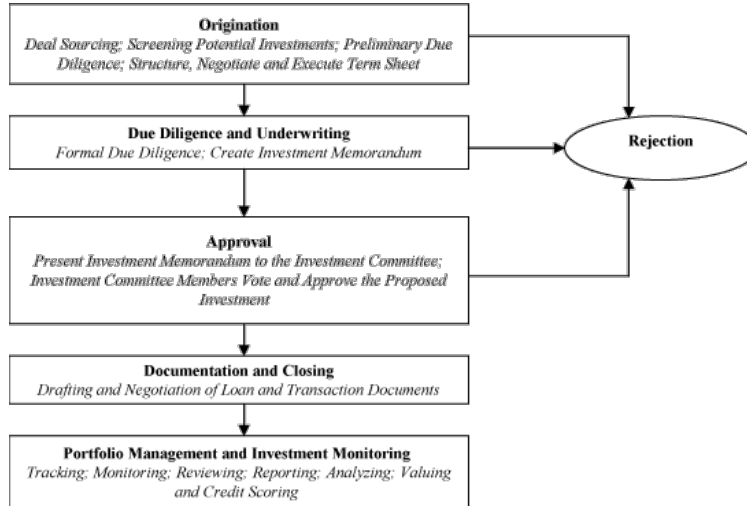 Origination
Deal Sourcing; Screening Potential Investments; Preliminary Due
Diligence; Structure, Negotiate and Execute Term Sheet
Rejection
Due Diligence and Underwriting
Formal Due Diligence; Create Investment Memorandum
Approval
Present Investment Memorandum to the Investment Committee;
Investment Committee Members Vote and Approve the Proposed
Investment
Documentation and Closing
Drafting and Negotiation of Loan and Transaction Documents
Portfolio Management and Investment Monitoring
Tracking; Monitoring; Reviewing; Reporting; Analyzing; Valuing
and Credit Scoring